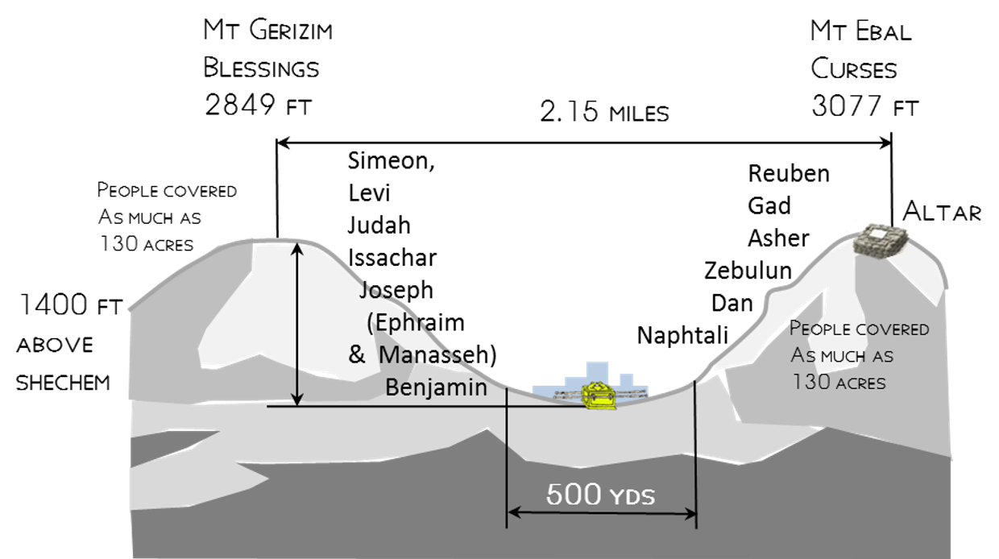 Mt Gerizim
Blessings
2849 ft
Mt Ebal
Curses
3077 ft
2.15 miles
Simeon,
Levi
Judah
Issachar
Joseph
(Ephraim
& Manasseh)
Benjamin
Reuben
Gad
Asher
Zebulun
Dan
Naphtali
Altar
People covered
As much as
130 acres
1400 ft
above
shechem
People covered
As much as
130 acres
500 yds